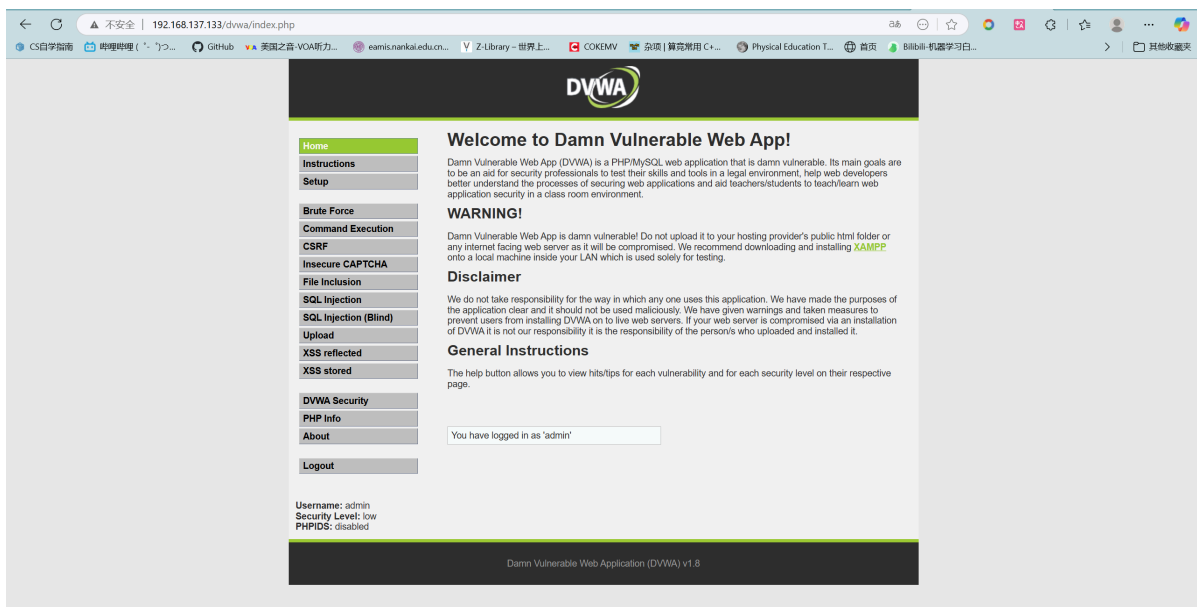 不安全 | 192.168.137.133/dvwa/index.php
CS自学指南 哔哩哔哩 ( ゜- ゜)つ... GitHub VA 美国之音-VOA听力... eamis.nankai.edu.cn... Z-Library – 世界上... COKEMV 杂项 | 算竞常用 C+... Physical Education T... 首页 Bilibili-机器学习白... 其他收藏夹
DVWA
Home
Instructions
Setup
Brute Force
Command Execution
CSRF
Insecure CAPTCHA
File Inclusion
SQL Injection
SQL Injection (Blind)
Upload
XSS reflected
XSS stored
DVWA Security
PHP Info
About
Logout
Username: admin
Security Level: low
PHPIDS: disabled
Welcome to Damn Vulnerable Web App!
Damn Vulnerable Web App (DVWA) is a PHP/MySQL web application that is damn vulnerable. Its main goals are
to be an aid for security professionals to test their skills and tools in a legal environment, help web developers
better understand the processes of securing web applications and aid teachers/students to teach/learn web
application security in a class room environment.
WARNING!
Damn Vulnerable Web App is damn vulnerable! Do not upload it to your hosting provider's public html folder or
any internet facing web server as it will be compromised. We recommend downloading and installing XAMPP
onto a local machine inside your LAN which is used solely for testing.
Disclaimer
We do not take responsibility for the way in which any one uses this application. We have made the purposes of
the application clear and it should not be used maliciously. We have given warnings and taken measures to
prevent users from installing DVWA on to live web servers. If your web server is compromised via an installation
of DVWA it is not our responsibility it is the responsibility of the person/s who uploaded and installed it.
General Instructions
The help button allows you to view hits/tips for each vulnerability and for each security level on their respective
page.
You have logged in as 'admin'
Damn Vulnerable Web Application (DVWA) v1.8